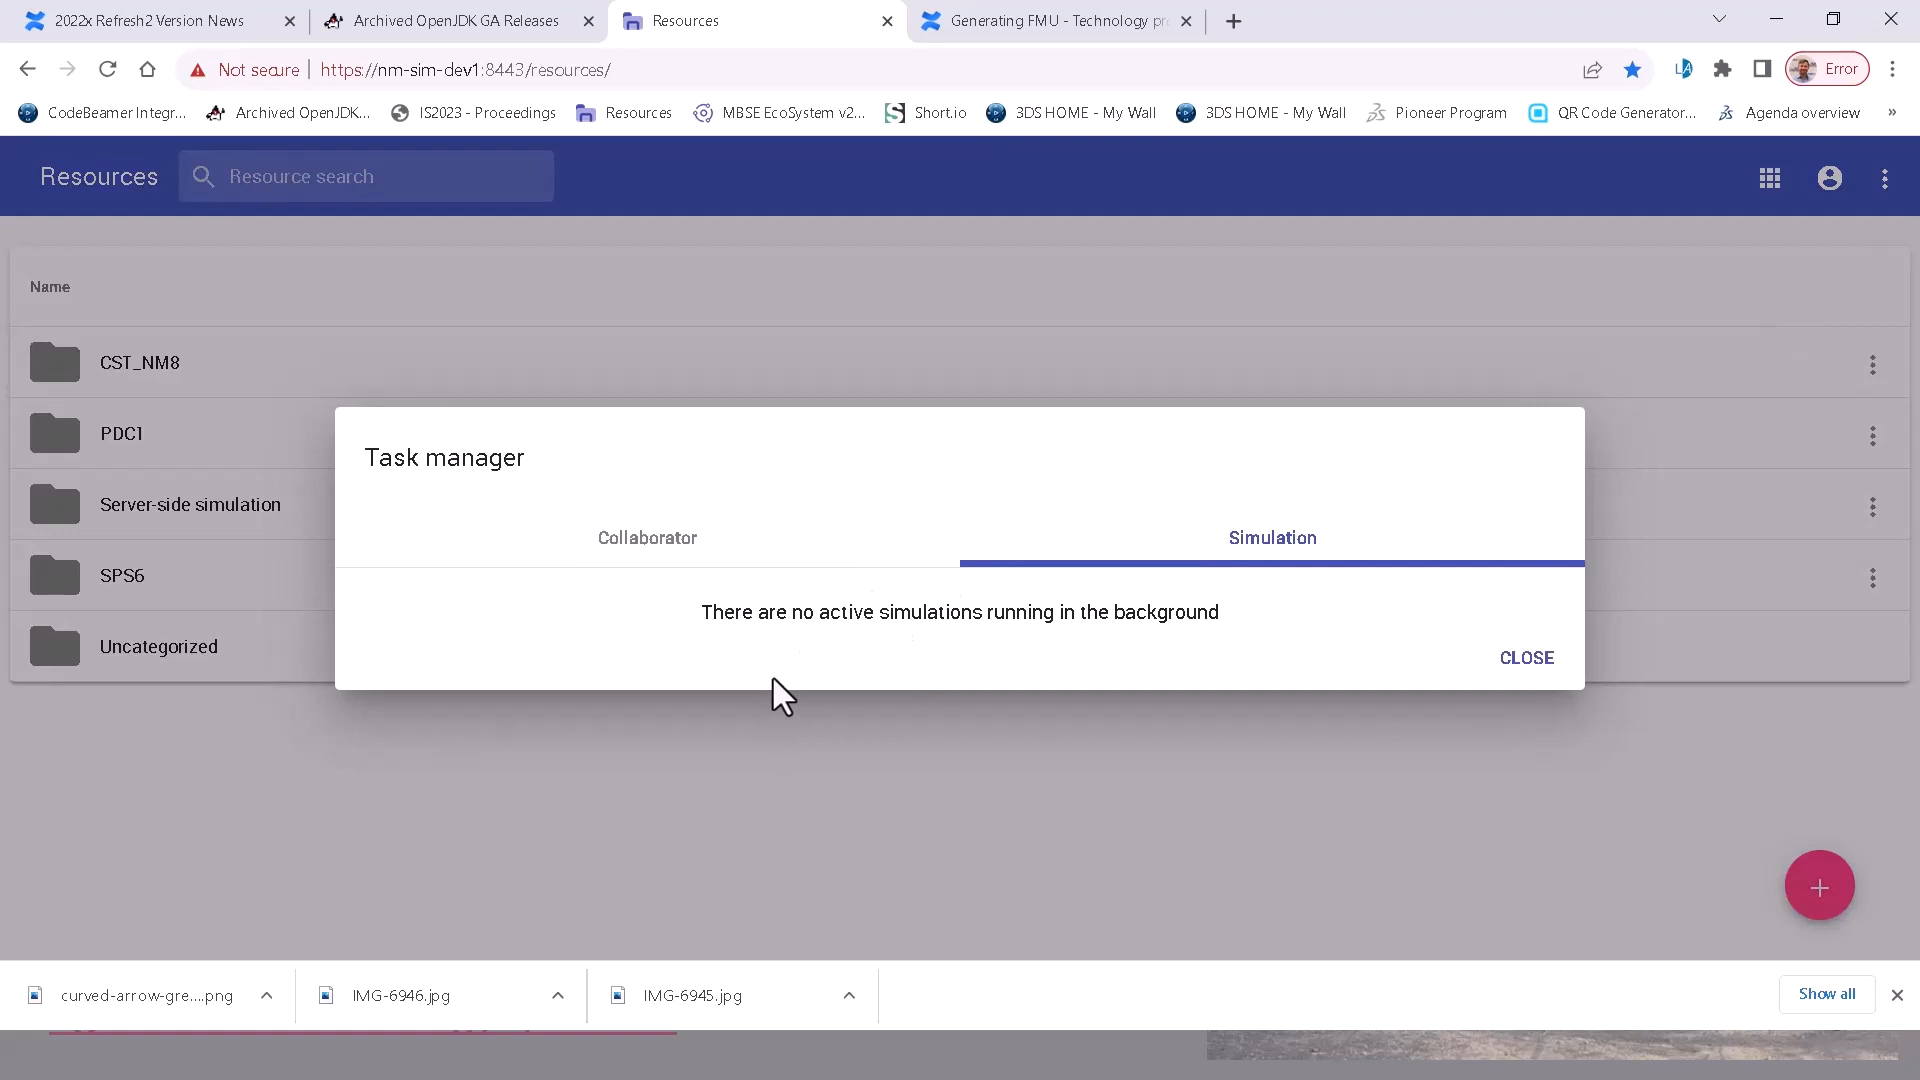 2022x Refresh2 Version News
Archived OpenJDK GA Releases
Resources
Generating FMU - Technology pr
Not secure
https://nm-sim-dev1:8443/resources/
Error
CodeBeamer Integr...
Archived OpenJDK...
IS2023 - Proceedings
Resources
MBSE EcoSystem v2...
Short.io
3DS HOME - My Wall
3DS HOME - My Wall
Pioneer Program
QR Code Generator...
Agenda overview
»
Resources
Resource search
Name
CST_NM8
PDC1
Server-side simulation
SPS6
Uncategorized
Task manager
Collaborator
Simulation
There are no active simulations running in the background
CLOSE
curved-arrow-gre....png
IMG-6946.jpg
IMG-6945.jpg
Show all